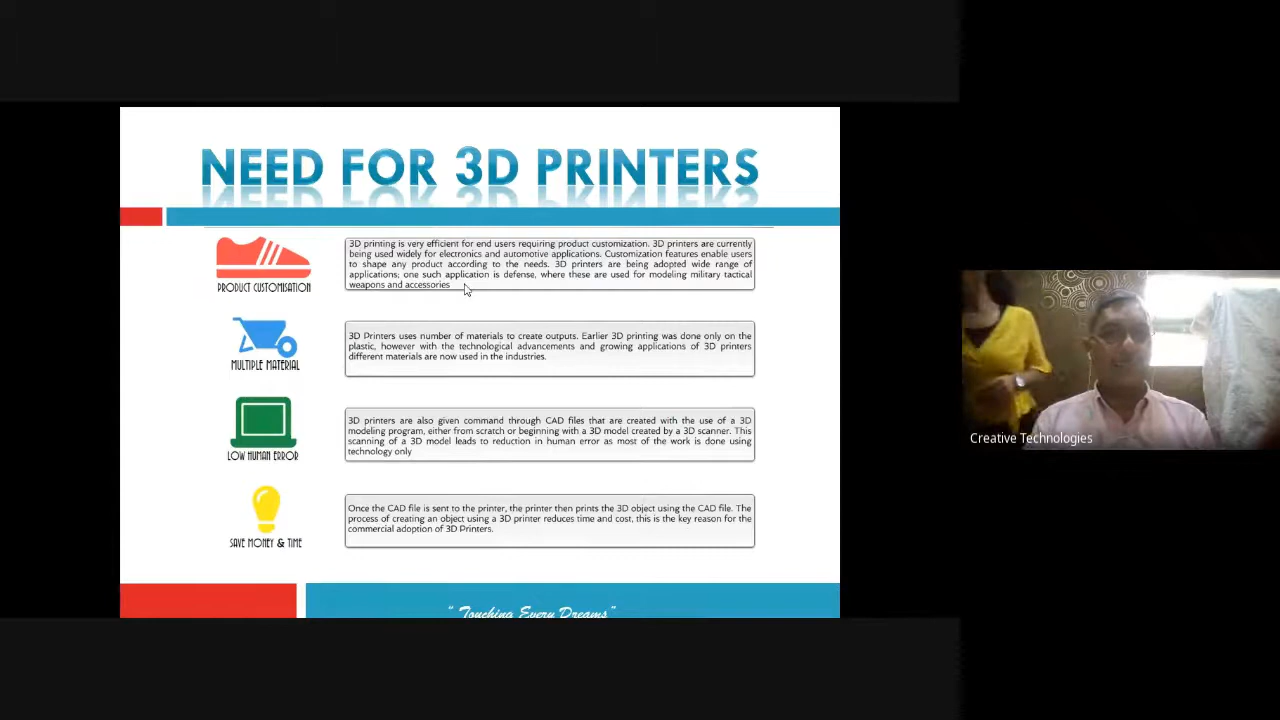 NEED FOR 3D PRINTERS
3D printing is very efficient for end users requiring product customization. 3D printers are currently
being used widely for electronics and automotive applications. Customization features enable users
to shape any product according to the needs. 3D printers are being adopted wide range of
applications; one such application is defense, where these are used for modeling military tactical
weapons and accessories
PRODUCT CUSTOMISATION
3D Printers uses number of materials to create outputs. Earlier 3D printing was done only on the
plastic, however with the technological advancements and growing applications of 3D printers
different materials are now used in the industries.
MULTIPLE MATERIAL
3D printers are also given command through CAD files that are created with the use of a 3D
modeling program, either from scratch or beginning with a 3D model created by a 3D scanner. This
scanning of a 3D model leads to reduction in human error as most of the work is done using
technology only
LOW HUMAN ERROR
Once the CAD file is sent to the printer, the printer then prints the 3D object using the CAD file. The
process of creating an object using a 3D printer reduces time and cost, this is the key reason for the
commercial adoption of 3D Printers.
SAVE MONEY & TIME
" Touching Every Dreams"
Creative Technologies